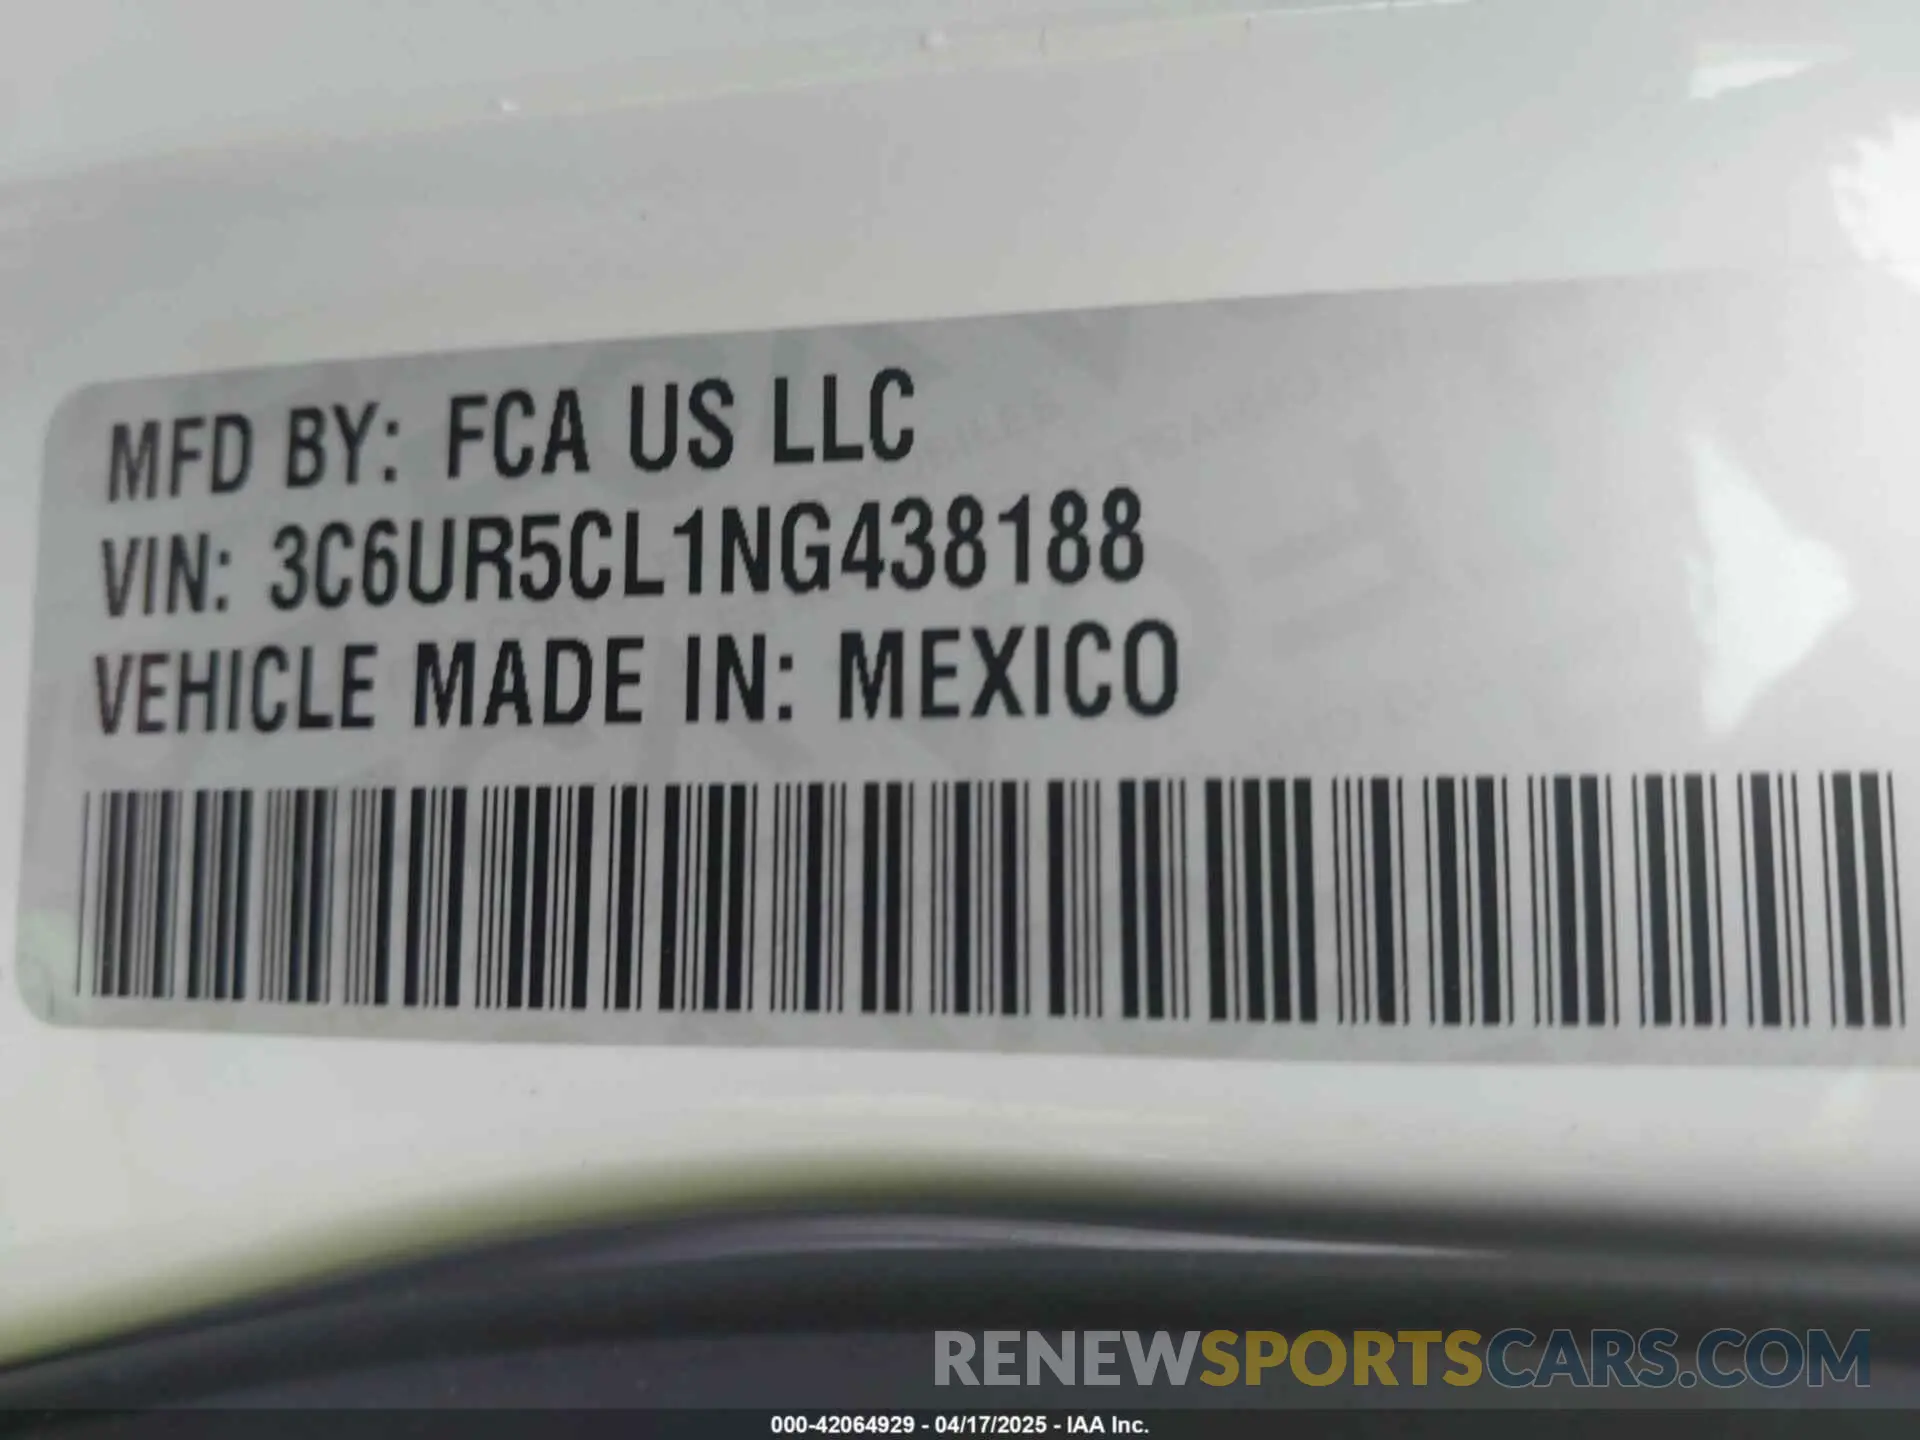 MFD BY: FCA US LLC
VIN: 3C6UR5CL1NG438188
VEHICLE MADE IN: MEXICO
RENEWSPORTSCARS.COM
000-42064929 - 04/17/2025 - IAA Inc.